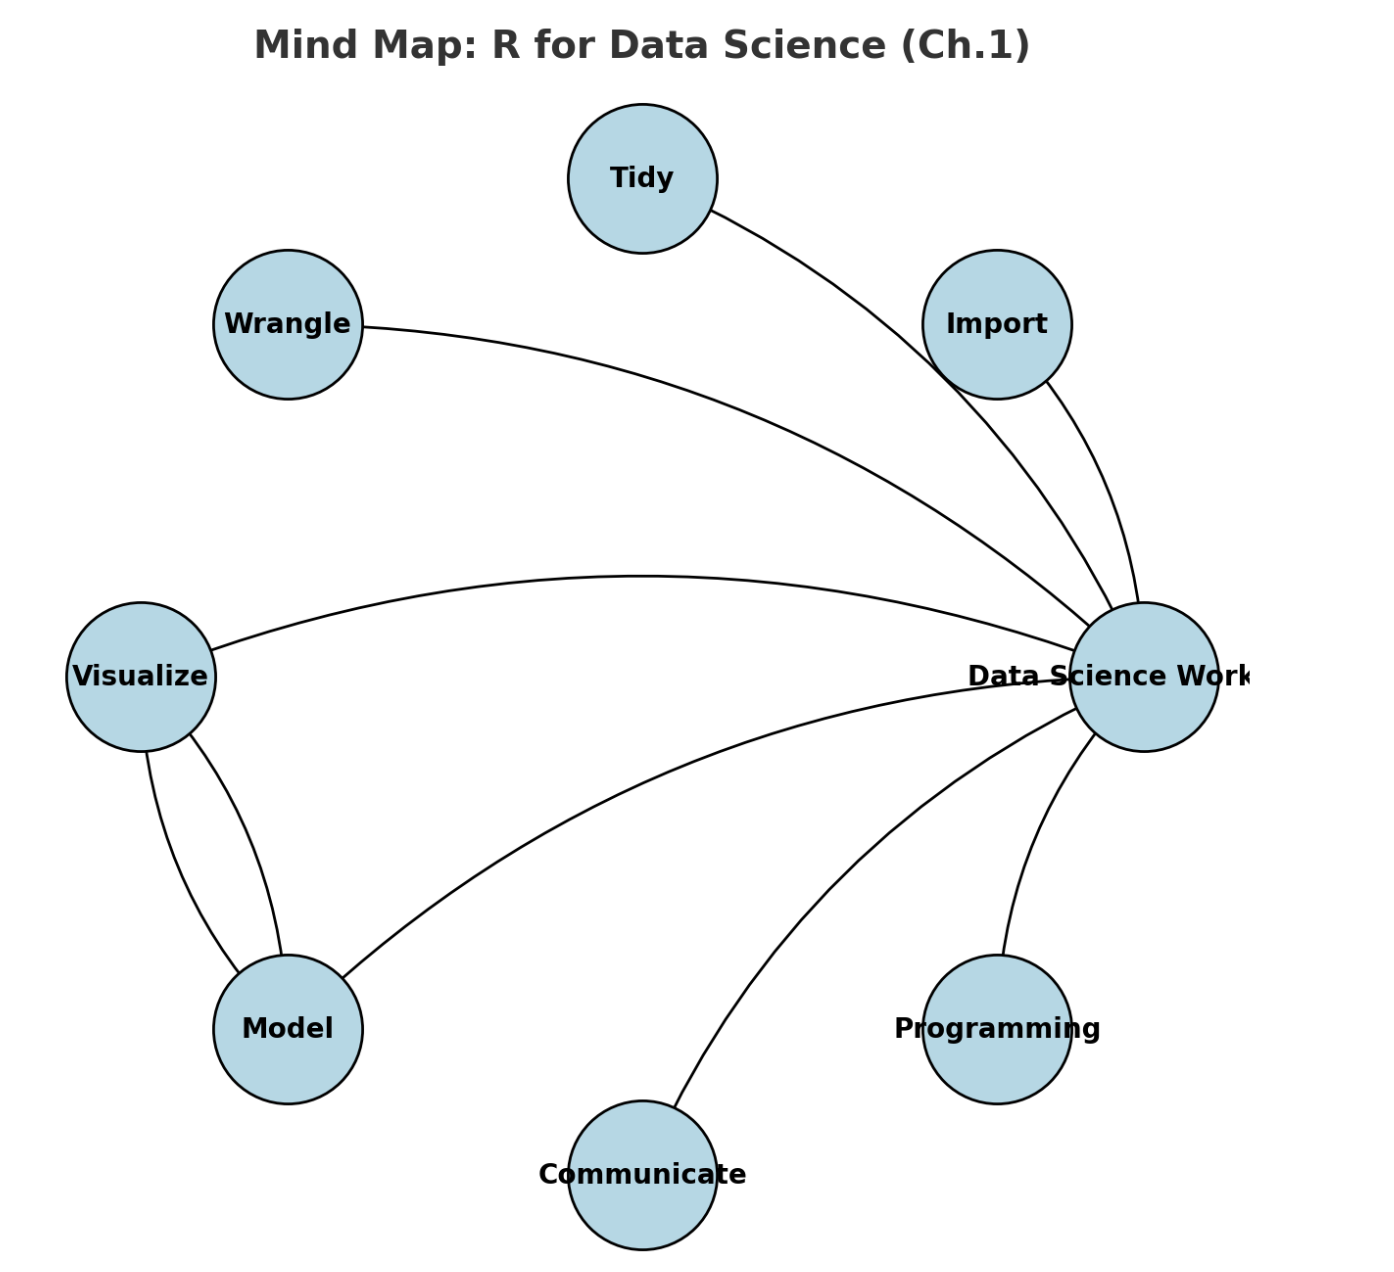 Mind Map: R for Data Science (Ch.1)
Tidy
Wrangle
Import
Visualize
Data Science Work
Model
Programming
Communicate